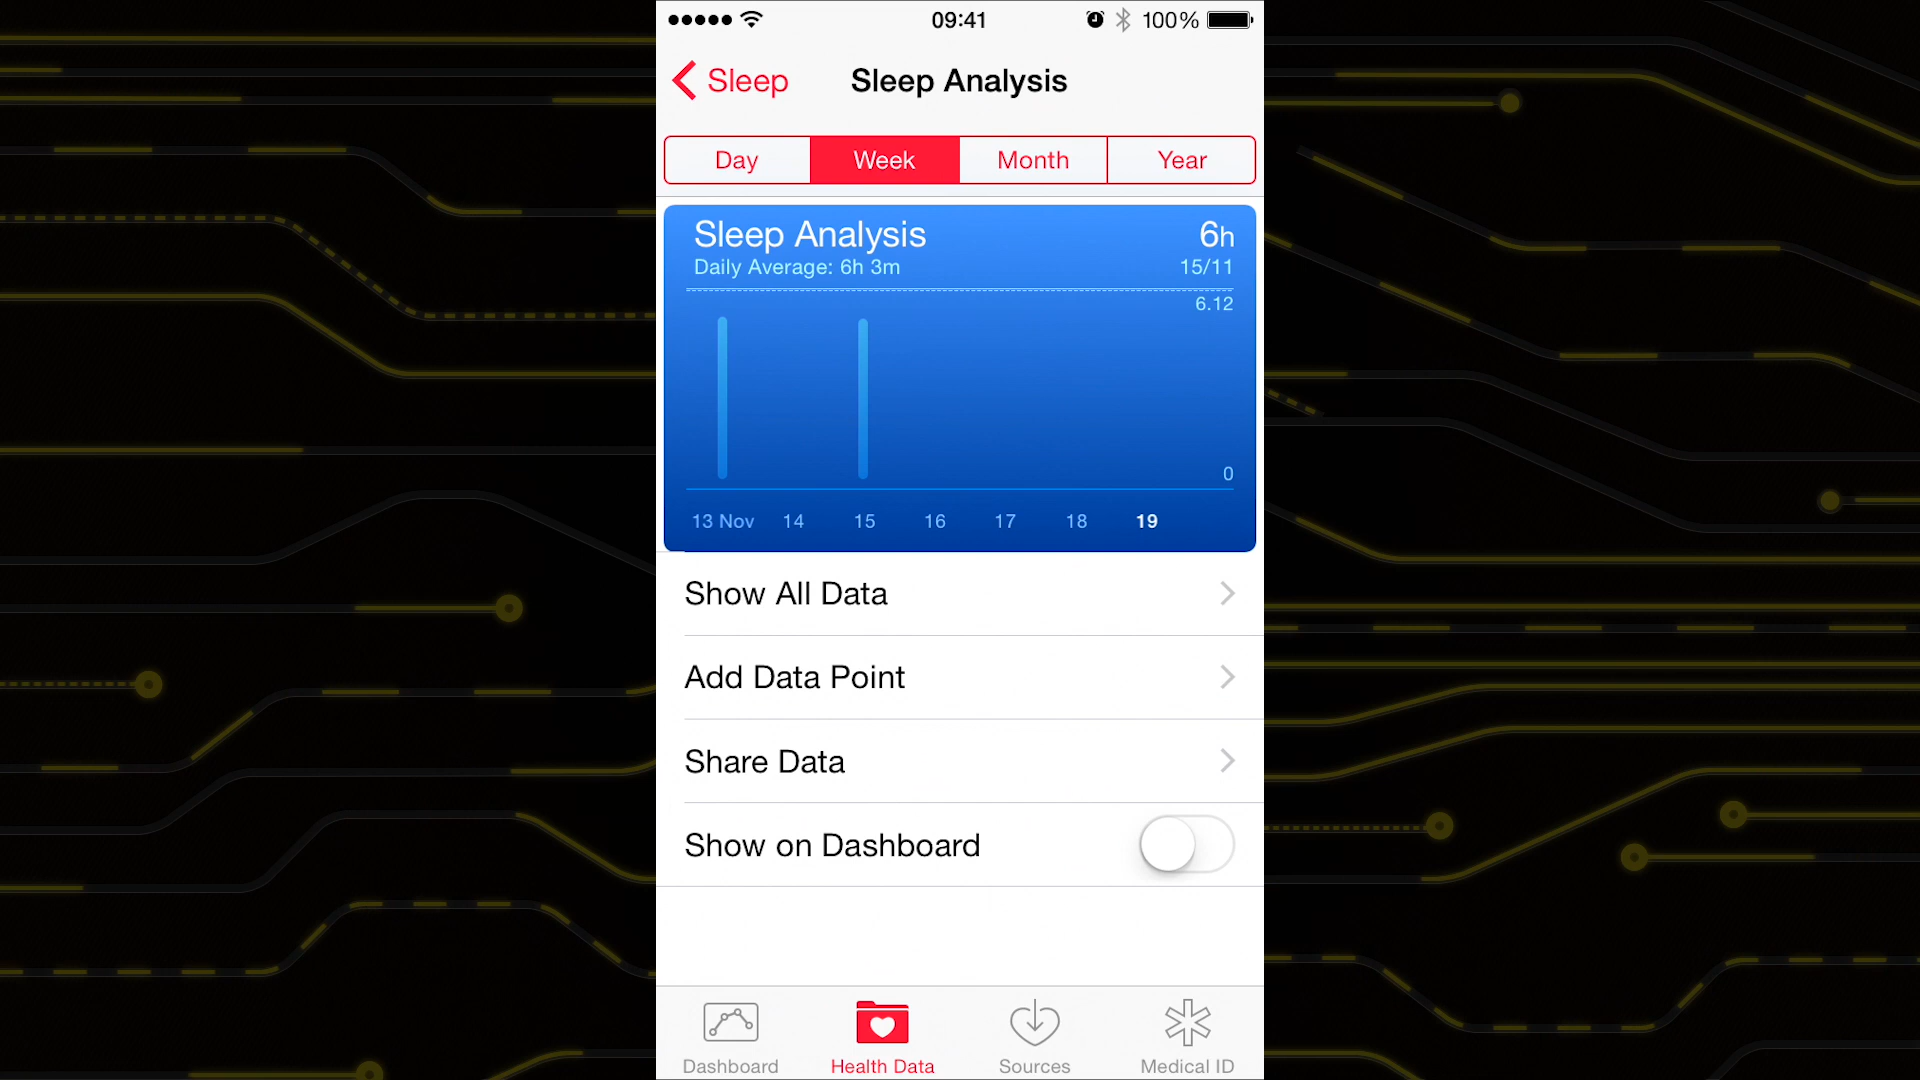 09:41
100%
Sleep
Sleep Analysis
Day Week Month Year
Sleep Analysis 6h
Daily Average: 6h 3m 15/11
6.12
0
13 Nov 14 15 16 17 18 19
Show All Data
Add Data Point
Share Data
Show on Dashboard
Dashboard Health Data Sources Medical ID